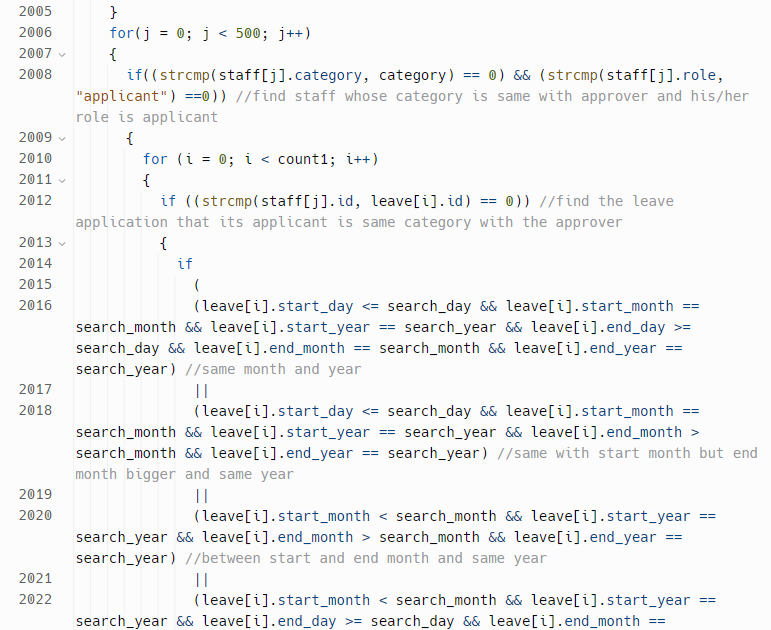 2005 }
2006 for(j = 0; j < 500; j++)
2007 {
2008 if((strcmp(staff[j].category, category) == 0) && (strcmp(staff[j].role,
"applicant") ==0)) //find staff whose category is same with approver and his/her
role is applicant
2009 {
2010 for (i = 0; i < count1; i++)
2011 {
2012 if ((strcmp(staff[j].id, leave[i].id) == 0)) //find the leave
application that its applicant is same category with the approver
2013 {
2014 if
2015 (
2016 (leave[i].start_day <= search_day && leave[i].start_month ==
search_month && leave[i].start_year == search_year && leave[i].end_day >=
search_day && leave[i].end_month == search_month && leave[i].end_year ==
search_year) //same month and year
2017 ||
2018 (leave[i].start_day <= search_day && leave[i].start_month ==
search_month && leave[i].start_year == search_year && leave[i].end_month >
search_month && leave[i].end_year == search_year) //same with start month but end
month bigger and same year
2019 ||
2020 (leave[i].start_month < search_month && leave[i].start_year ==
search_year && leave[i].end_month > search_month && leave[i].end_year ==
search_year) //between start and end month and same year
2021 ||
2022 (leave[i].start_month < search_month && leave[i].start_year ==
search_year && leave[i].end_day >= search_day && leave[i].end_month ==